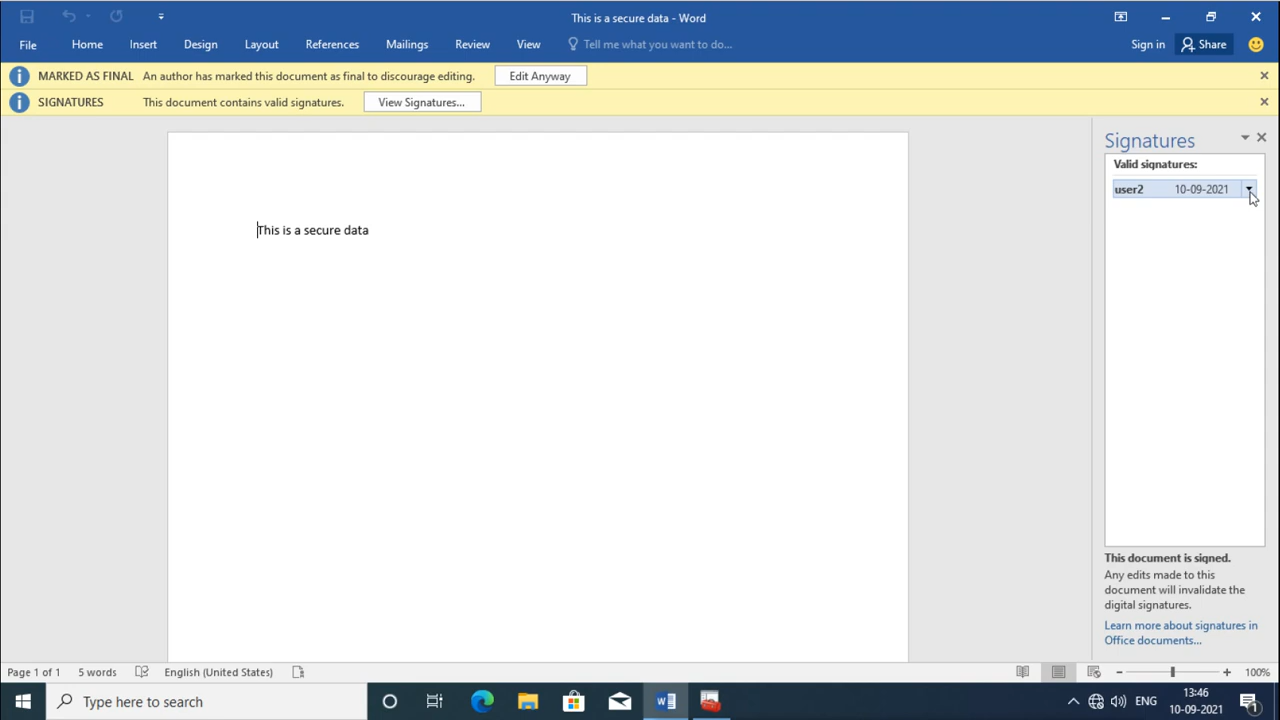 This is a secure data - Word
File Home Insert Design Layout References Mailings Review View Tell me what you want to do... Sign in Share
MARKED AS FINAL An author has marked this document as final to discourage editing. Edit Anyway
SIGNATURES This document contains valid signatures. View Signatures...
Signatures
Valid signatures:
user2 10-09-2021
This is a secure data
This document is signed.
Any edits made to this
document will invalidate the
digital signatures.
Learn more about signatures in
Office documents...
Page 1 of 1 5 words English (United States) 100%
Type here to search ENG 13:46
10-09-2021 1